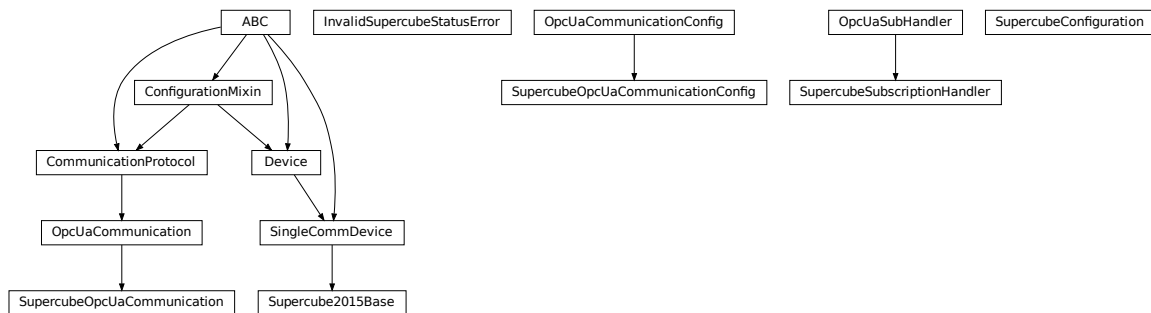 ABC
InvalidSupercubeStatusError
OpcUaCommunicationConfig
OpcUaSubHandler
SupercubeConfiguration
ConfigurationMixin
SupercubeOpcUaCommunicationConfig
SupercubeSubscriptionHandler
CommunicationProtocol
Device
OpcUaCommunication
SingleCommDevice
SupercubeOpcUaCommunication
Supercube2015Base